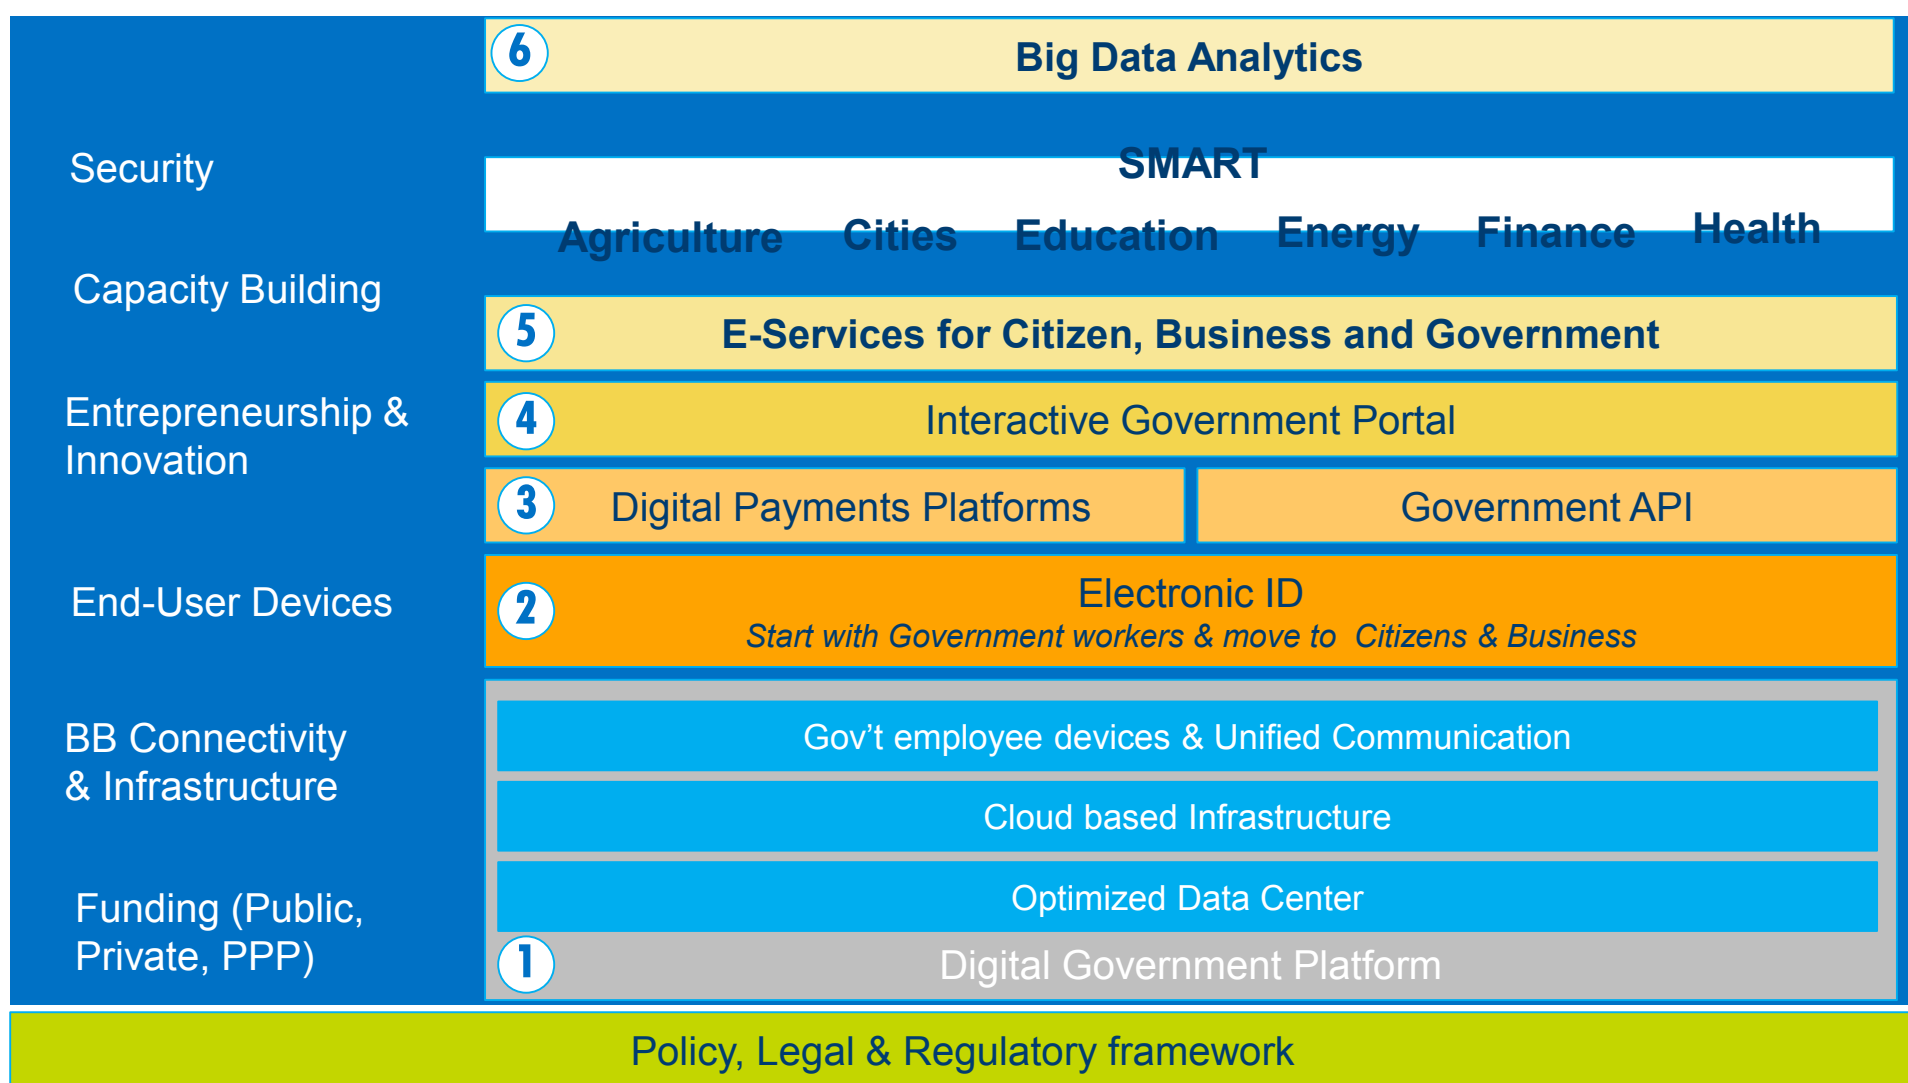 6
Big Data Analytics
Security
SMART
Agriculture Cities Education Energy Finance Health
Capacity Building
5
E-Services for Citizen, Business and Government
Entrepreneurship &
Innovation
4
Interactive Government Portal
3
Digital Payments Platforms
Government API
End-User Devices
2
Electronic ID
Start with Government workers & move to Citizens & Business
BB Connectivity
& Infrastructure
Gov’t employee devices & Unified Communication
Cloud based Infrastructure
Funding (Public,
Private, PPP)
Optimized Data Center
1
Digital Government Platform
Policy, Legal & Regulatory framework